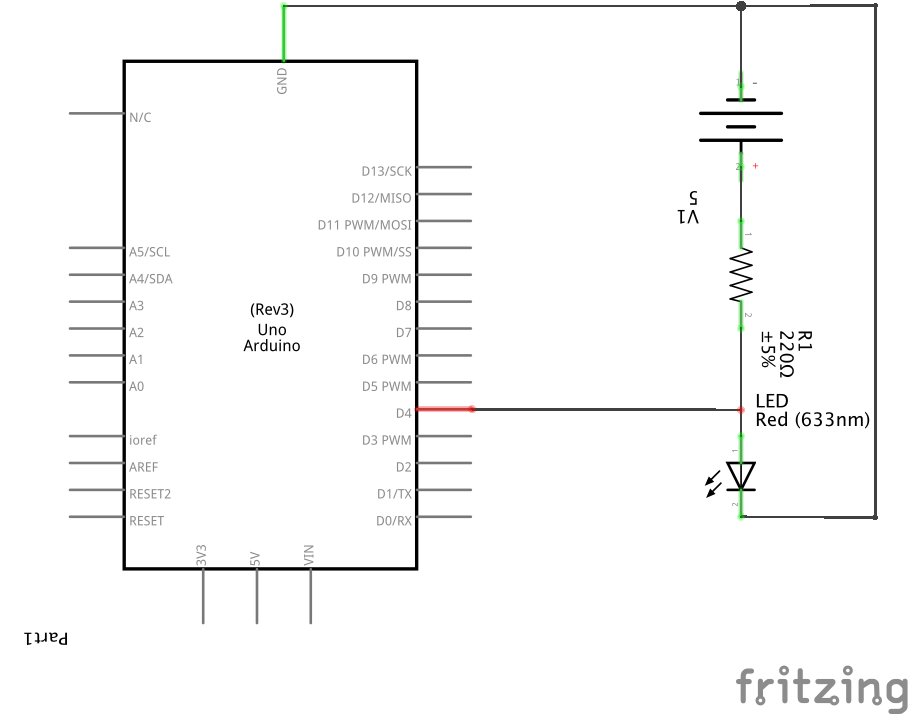 GND
N/C
D13/SCK
D12/MISO
D11 PWM/MOSI
A5/SCL
D10 PWM/SS
A4/SDA
D9 PWM
A3
D8
A2
D7
A1
D6 PWM
A0
D5 PWM
D4
ioref
D3 PWM
AREF
D2
RESET2
D1/TX
RESET
D0/RX
(Rev3)
Uno
Arduino
3V3
5V
VIN
Part1
1
-
2
+
V1
5
1
2
R1
220Ω
±5%
LED
Red (633nm)
1
2
fritzing